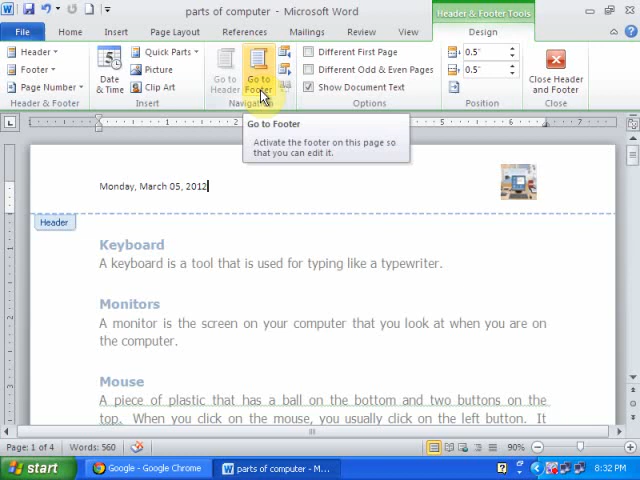 parts of computer - Microsoft Word
Header & Footer Tools
File Home Insert Page Layout References Mailings Review View Design
Header
Footer
Page Number
Header & Footer
Date & Time
Quick Parts
Picture
Clip Art
Insert
Go to Header
Go to Footer
Navigation
Different First Page
Different Odd & Even Pages
Show Document Text
Options
0.5"
0.5"
Position
Close Header and Footer
Close
Go to Footer
Activate the footer on this page so
that you can edit it.
Monday, March 05, 2012
Header
Keyboard
A keyboard is a tool that is used for typing like a typewriter.
Monitors
A monitor is the screen on your computer that you look at when you are on
the computer.
Mouse
A piece of plastic that has a ball on the bottom and two buttons on the
top. When you click on the mouse, you usually click on the left button. It
Page: 1 of 4 Words: 560 90%
start Google - Google Chrome parts of computer - M... 8:32 PM